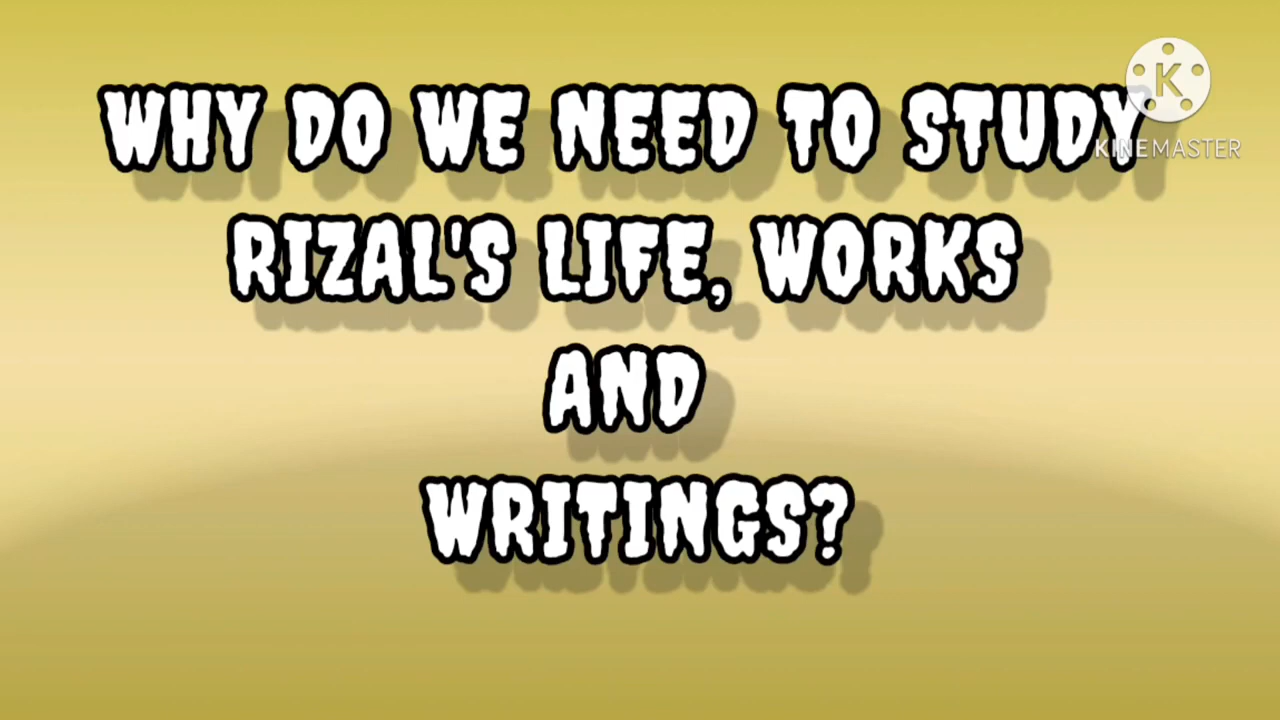 WHY DO WE NEED TO STUDY
RIZAL'S LIFE, WORKS
AND
WRITINGS?
K
KINEMASTER